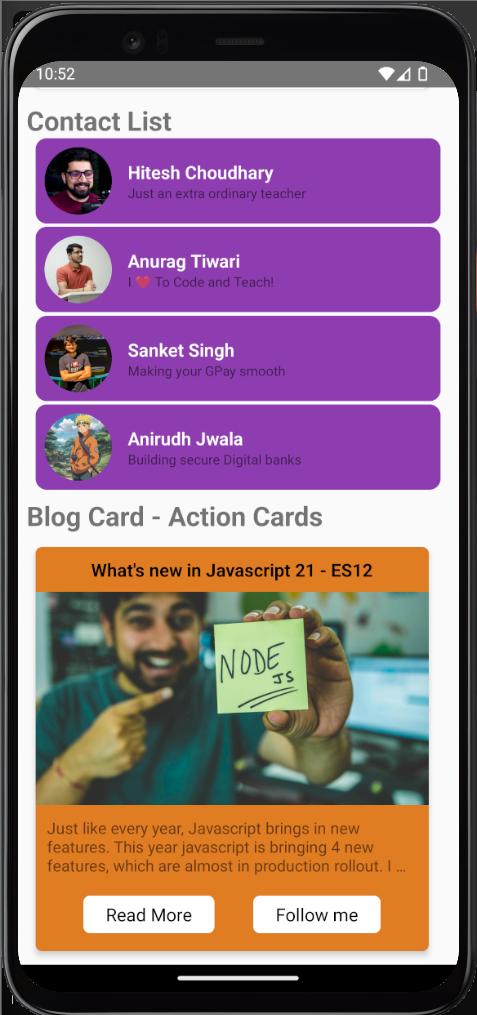 10:52
Contact List
Hitesh Choudhary
Just an extra ordinary teacher
Anurag Tiwari
I ❤️ To Code and Teach!
Sanket Singh
Making your GPay smooth
Anirudh Jwala
Building secure Digital banks
Blog Card - Action Cards
What's new in Javascript 21 - ES12
NODE
JS
Just like every year, Javascript brings in new
features. This year javascript is bringing 4 new
features, which are almost in production rollout. I ...
Read More
Follow me